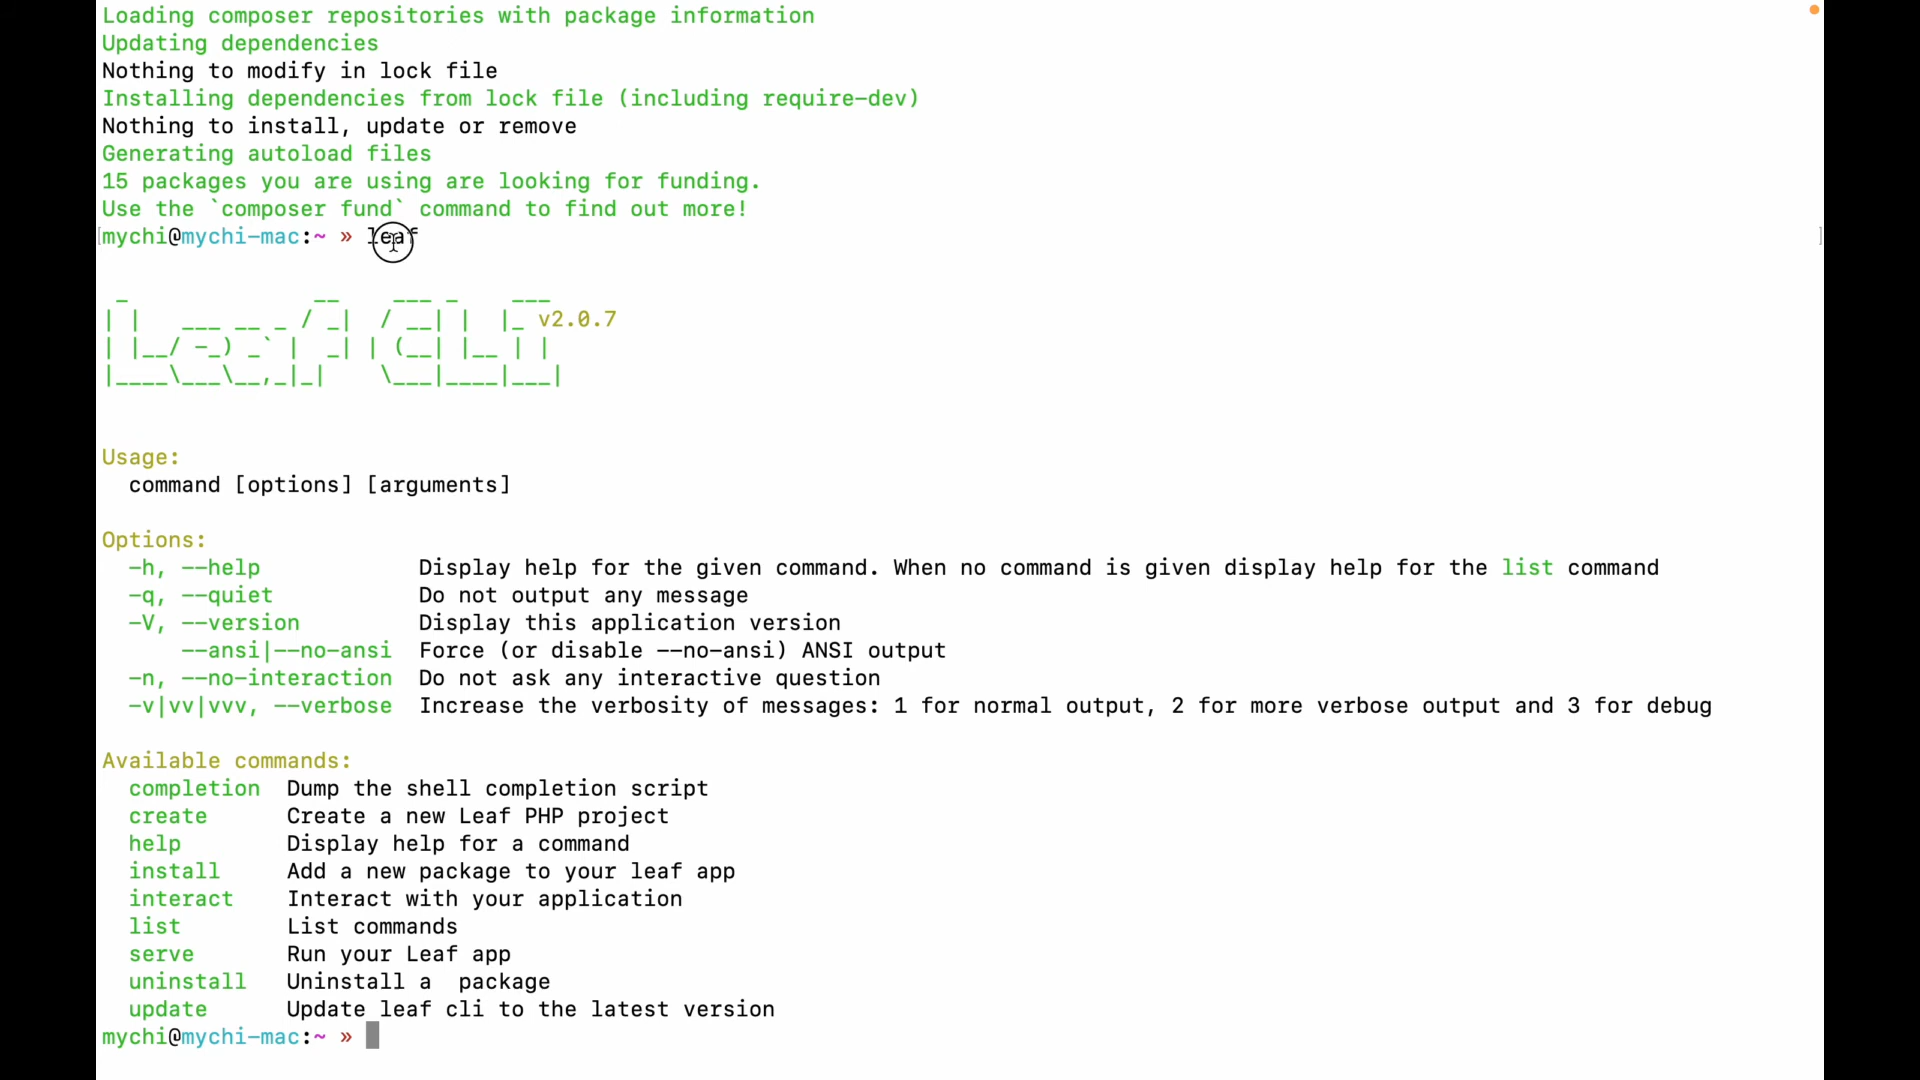 Loading composer repositories with package information
Updating dependencies
Nothing to modify in lock file
Installing dependencies from lock file (including require-dev)
Nothing to install, update or remove
Generating autoload files
15 packages you are using are looking for funding.
Use the `composer fund` command to find out more!
mychi@mychi-mac:~ » leaf
Leaf CLI v2.0.7
Usage:
command [options] [arguments]
Options:
-h, --help Display help for the given command. When no command is given display help for the list command
-q, --quiet Do not output any message
-V, --version Display this application version
--ansi|--no-ansi Force (or disable --no-ansi) ANSI output
-n, --no-interaction Do not ask any interactive question
-v|vv|vvv, --verbose Increase the verbosity of messages: 1 for normal output, 2 for more verbose output and 3 for debug
Available commands:
completion Dump the shell completion script
create Create a new Leaf PHP project
help Display help for a command
install Add a new package to your leaf app
interact Interact with your application
list List commands
serve Run your Leaf app
uninstall Uninstall a  package
update Update leaf cli to the latest version
mychi@mychi-mac:~ »